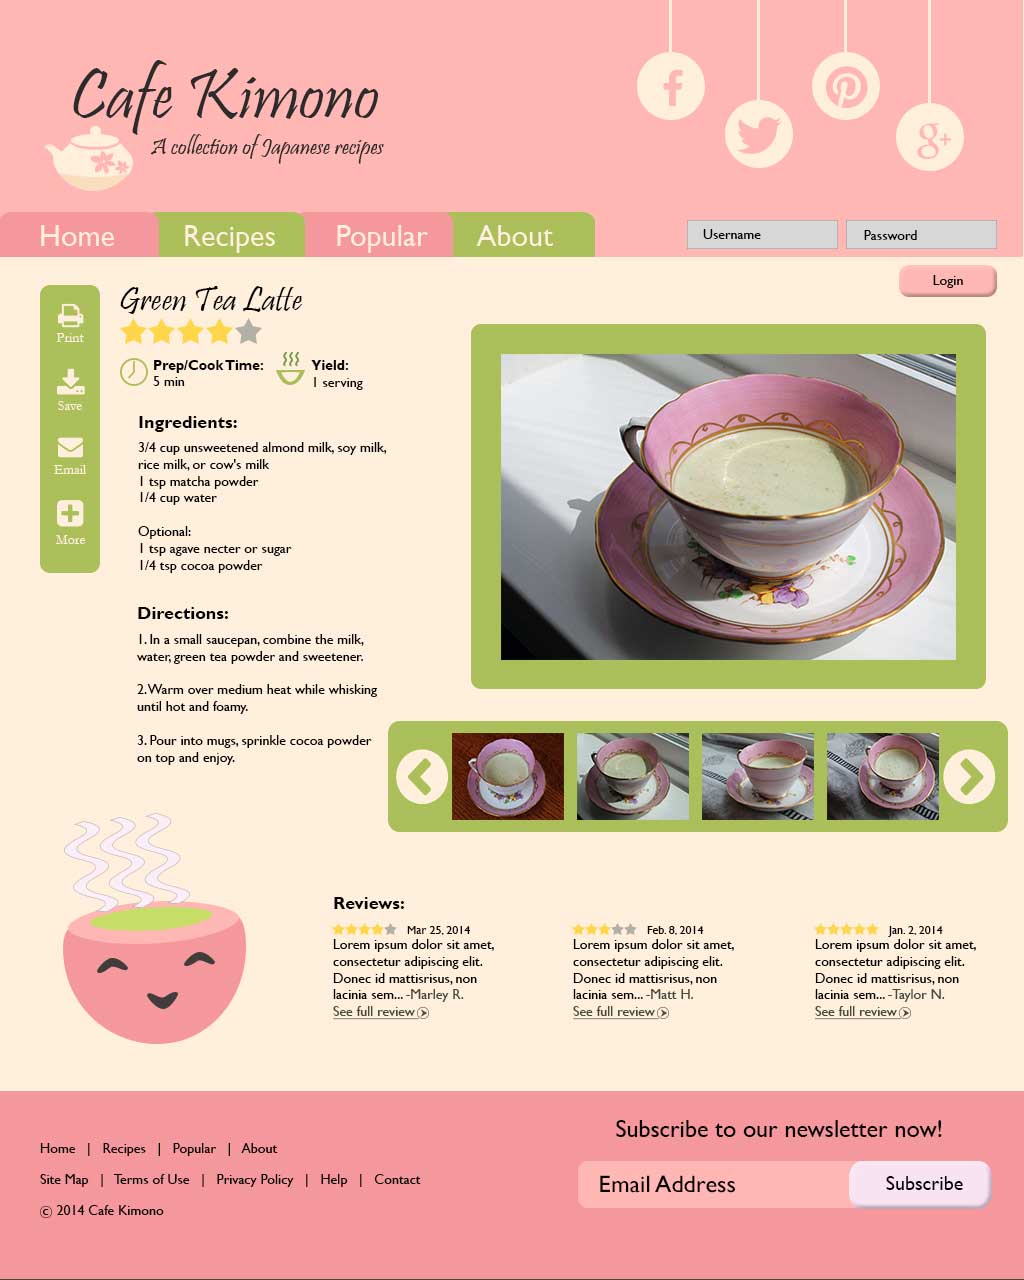 Cafe Kimono
A collection of Japanese recipes
f
g+
Home
Recipes
Popular
About
Username
Password
Login
Print
Save
Email
More
Green Tea Latte
Prep/Cook Time:
5 min
Yield:
1 serving
Ingredients:
3/4 cup unsweetened almond milk, soy milk,
rice milk, or cow's milk
1 tsp matcha powder
1/4 cup water
Optional:
1 tsp agave necter or sugar
1/4 tsp cocoa powder
Directions:
1. In a small saucepan, combine the milk,
water, green tea powder and sweetener.
2. Warm over medium heat while whisking
until hot and foamy.
3. Pour into mugs, sprinkle cocoa powder
on top and enjoy.
Reviews:
Mar 25, 2014
Lorem ipsum dolor sit amet,
consectetur adipiscing elit.
Donec id mattisrisus, non
lacinia sem... -Marley R.
See full review
Feb. 8, 2014
Lorem ipsum dolor sit amet,
consectetur adipiscing elit.
Donec id mattisrisus, non
lacinia sem... -Matt H.
See full review
Jan. 2, 2014
Lorem ipsum dolor sit amet,
consectetur adipiscing elit.
Donec id mattisrisus, non
lacinia sem... -Taylor N.
See full review
Home | Recipes | Popular | About
Site Map | Terms of Use | Privacy Policy | Help | Contact
© 2014 Cafe Kimono
Subscribe to our newsletter now!
Email Address
Subscribe